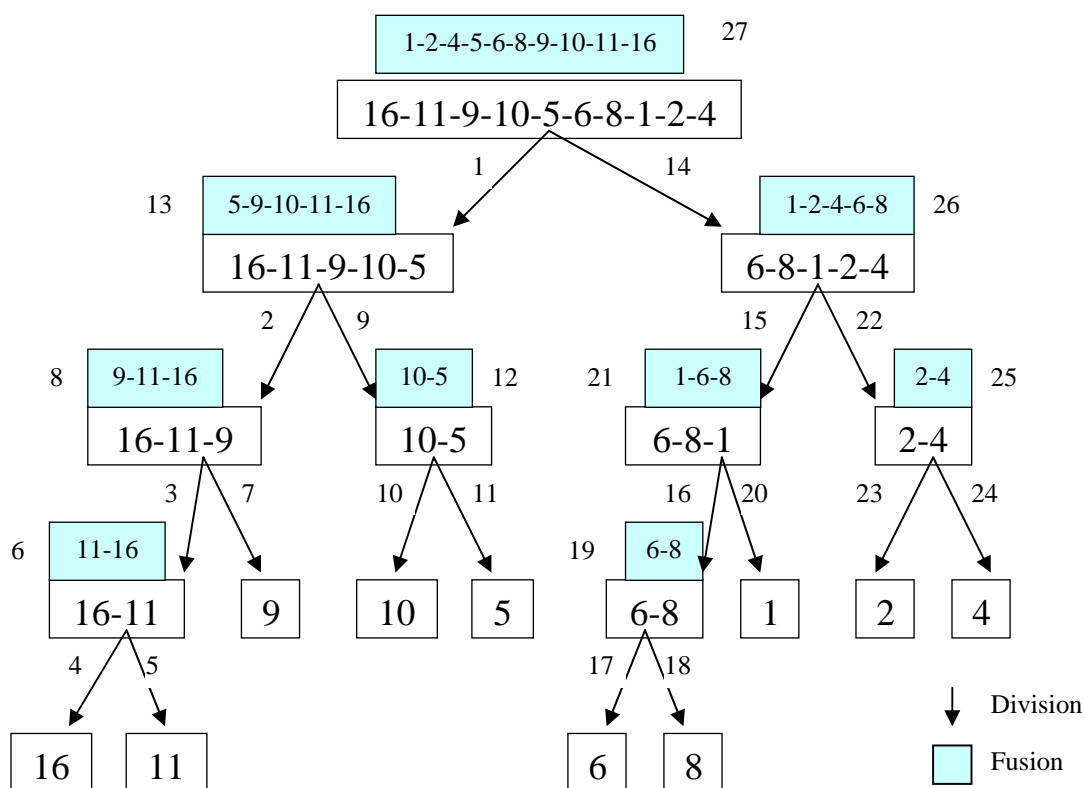 1-2-4-5-6-8-9-10-11-16 27
16-11-9-10-5-6-8-1-2-4
1 14
13 5-9-10-11-16 1-2-4-6-8 26
16-11-9-10-5 6-8-1-2-4
2 9 15 22
8 9-11-16 10-5 12 21 1-6-8 2-4 25
16-11-9 10-5 6-8-1 2-4
3 7 10 11 16 20 23 24
6 11-16 19 6-8
16-11 9 10 5 6-8 1 2 4
4 5 17 18
Division
16 11 6 8 Fusion